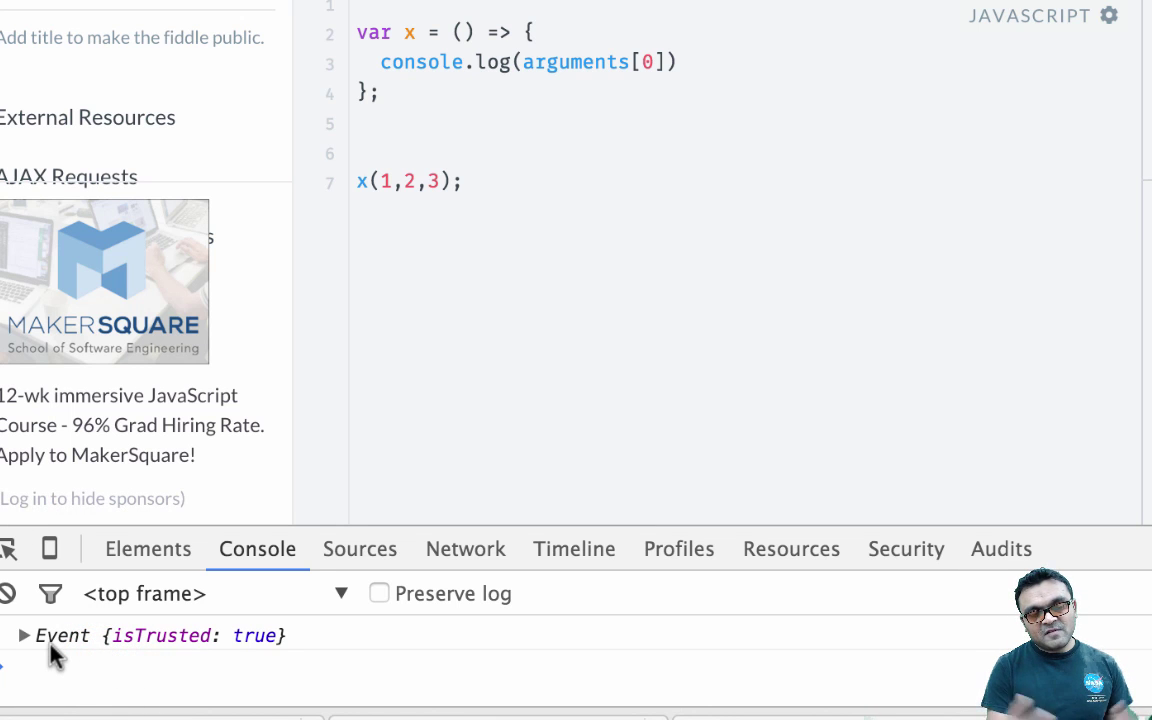 Add title to make the fiddle public.
External Resources
AJAX Requests
s
MAKERSQUARE
School of Software Engineering
12-wk immersive JavaScript
Course - 96% Grad Hiring Rate.
Apply to MakerSquare!
(Log in to hide sponsors)
JAVASCRIPT
1
2 var x = () => {
3 console.log(arguments[0])
4 };
5
6
7 x(1,2,3);
Elements Console Sources Network Timeline Profiles Resources Security Audits
<top frame> ▼ Preserve log
Event {isTrusted: true}